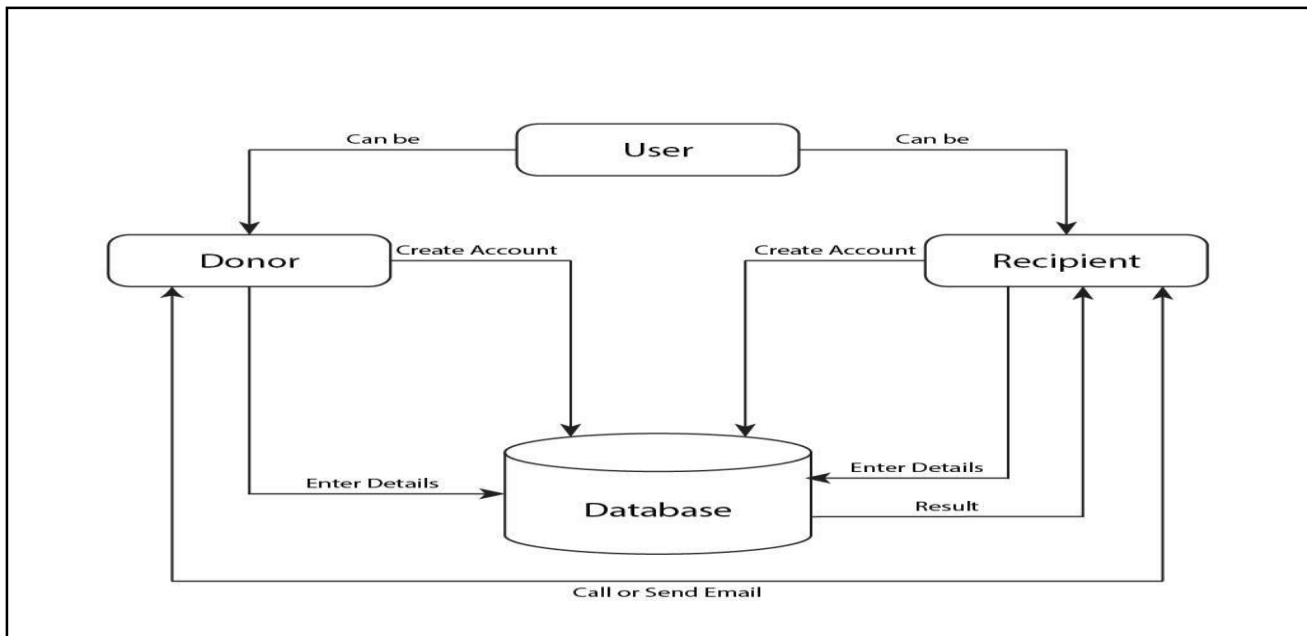 Can be
User
Can be
Donor
Create Account
Create Account
Recipient
Enter Details
Database
Enter Details
Result
Call or Send Email